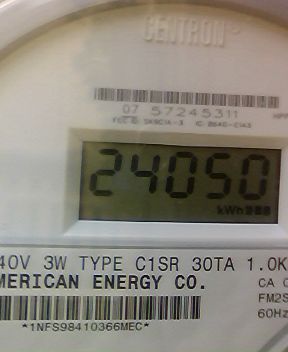 CENTRON
07 57245311
24050
kWh
40V 3W TYPE C1SR 30TA 1.0K
MERICAN ENERGY CO.
CA 0
FM2S
60Hz
*1NFS98410366MEC*